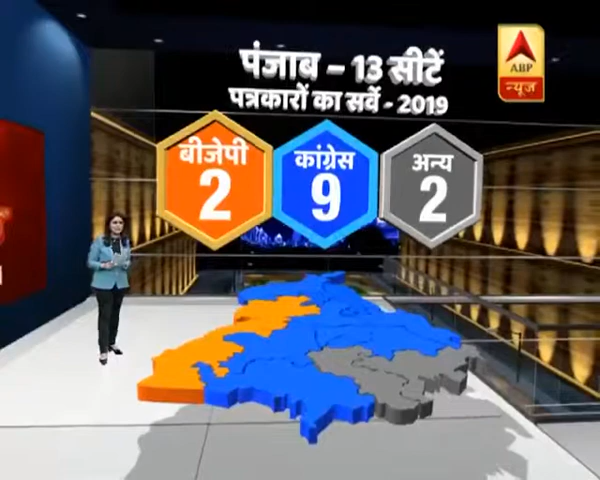 पंजाब - 13 सीटें
पत्रकारों का सर्वे - 2019
ABP
न्यूज़
बीजेपी
2
कांग्रेस
9
अन्य
2